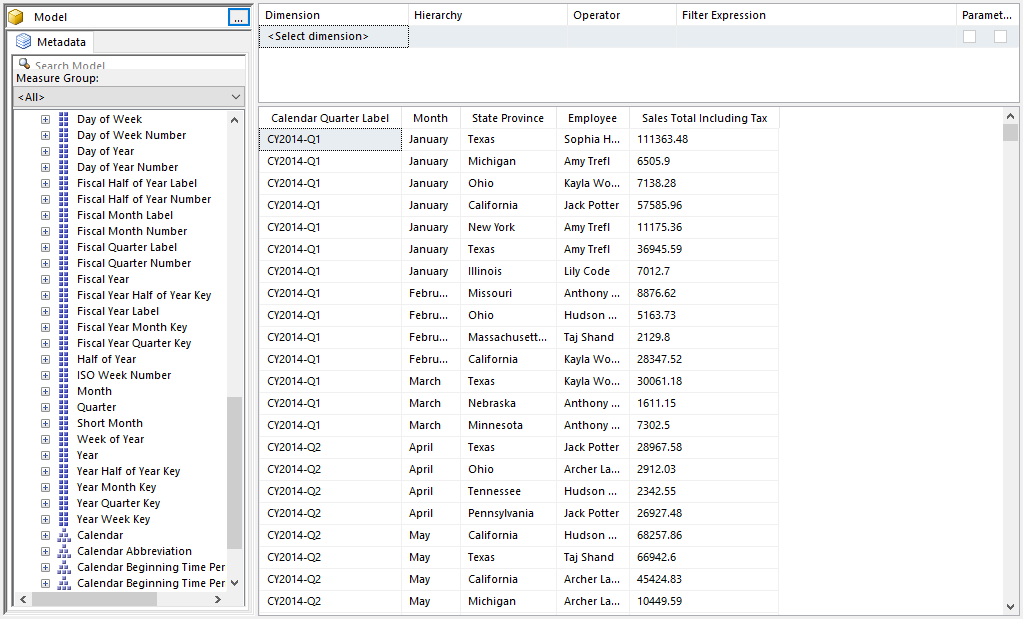 Model
...
Metadata
Search Model
Measure Group:
<All>
Day of Week
Day of Week Number
Day of Year
Day of Year Number
Fiscal Half of Year Label
Fiscal Half of Year Number
Fiscal Month Label
Fiscal Month Number
Fiscal Quarter Label
Fiscal Quarter Number
Fiscal Year
Fiscal Year Half of Year Key
Fiscal Year Label
Fiscal Year Month Key
Fiscal Year Quarter Key
Half of Year
ISO Week Number
Month
Quarter
Short Month
Week of Year
Year
Year Half of Year Key
Year Month Key
Year Quarter Key
Year Week Key
Calendar
Calendar Abbreviation
Calendar Beginning Time Per
Calendar Beginning Time Per
Dimension Hierarchy Operator Filter Expression Paramet...
<Select dimension>
Calendar Quarter Label Month State Province Employee Sales Total Including Tax
CY2014-Q1 January Texas Sophia H... 111363.48
CY2014-Q1 January Michigan Amy Trefl 6505.9
CY2014-Q1 January Ohio Kayla Wo... 7138.28
CY2014-Q1 January California Jack Potter 57585.96
CY2014-Q1 January New York Amy Trefl 11175.36
CY2014-Q1 January Texas Amy Trefl 36945.59
CY2014-Q1 January Illinois Lily Code 7012.7
CY2014-Q1 Febru... Missouri Anthony ... 8876.62
CY2014-Q1 Febru... Ohio Hudson ... 5163.73
CY2014-Q1 Febru... Massachusett... Taj Shand 2129.8
CY2014-Q1 Febru... California Kayla Wo... 28347.52
CY2014-Q1 March Texas Kayla Wo... 30061.18
CY2014-Q1 March Nebraska Anthony ... 1611.15
CY2014-Q1 March Minnesota Anthony ... 7302.5
CY2014-Q2 April Texas Jack Potter 28967.58
CY2014-Q2 April Ohio Archer La... 2912.03
CY2014-Q2 April Tennessee Hudson ... 2342.55
CY2014-Q2 April Pennsylvania Jack Potter 26927.48
CY2014-Q2 May California Hudson ... 68257.86
CY2014-Q2 May Texas Taj Shand 66942.6
CY2014-Q2 May California Archer La... 45424.83
CY2014-Q2 May Michigan Archer La... 10449.59